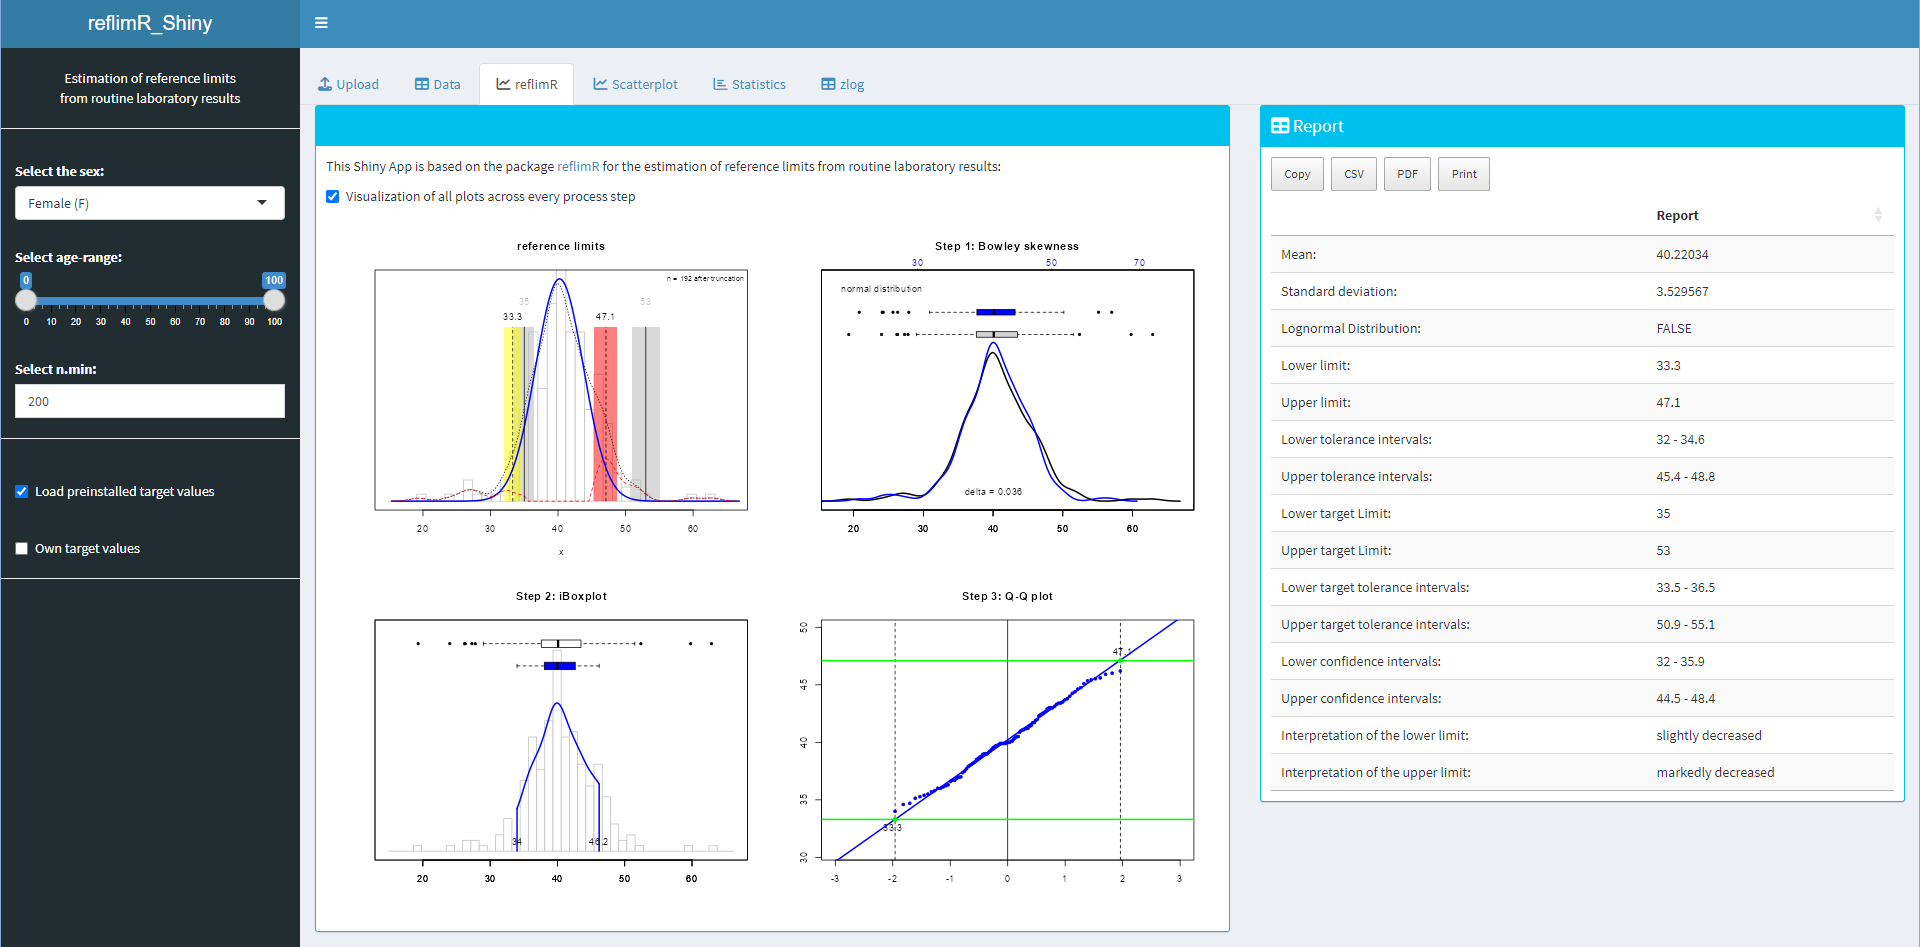 reflimR_Shiny
Estimation of reference limits
from routine laboratory results
Select the sex:
Female (F)
Select age-range:
0 100
0 10 20 30 40 50 60 70 80 90 100
Select n.min:
200
Load preinstalled target values
Own target values
Upload Data reflimR Scatterplot Statistics zlog
This Shiny App is based on the package reflimR for the estimation of reference limits from routine laboratory results:
Visualization of all plots across every process step
reference limits
n = 192 after truncation
35 53
33.3 47.1
20 30 40 50 60
x
Step 1: Bowley skewness
30 50 70
normal distribution
delta = 0.036
20 30 40 50 60
Step 2: iBoxplot
34 46.2
20 30 40 50 60
Step 3: Q-Q plot
50
45
40
35
30
47.1
33.3
-3 -2 -1 0 1 2 3
Report
Copy CSV PDF Print
Report
Mean: 40.22034
Standard deviation: 3.529567
Lognormal Distribution: FALSE
Lower limit: 33.3
Upper limit: 47.1
Lower tolerance intervals: 32 - 34.6
Upper tolerance intervals: 45.4 - 48.8
Lower target Limit: 35
Upper target Limit: 53
Lower target tolerance intervals: 33.5 - 36.5
Upper target tolerance intervals: 50.9 - 55.1
Lower confidence intervals: 32 - 35.9
Upper confidence intervals: 44.5 - 48.4
Interpretation of the lower limit: slightly decreased
Interpretation of the upper limit: markedly decreased